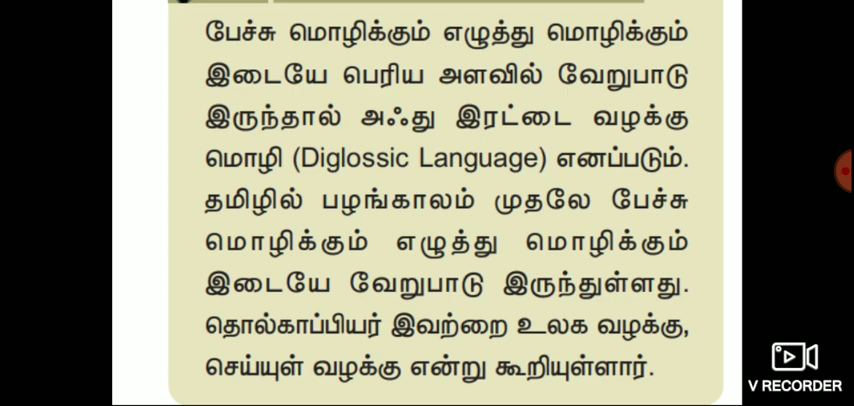 பேச்சு மொழிக்கும் எழுத்து மொழிக்கும்
இடையே பெரிய அளவில் வேறுபாடு
இருந்தால் அஃது இரட்டை வழக்கு
மொழி (Diglossic Language) எனப்படும்.
தமிழில் பழங்காலம் முதலே பேச்சு
மொழிக்கும் எழுத்து மொழிக்கும்
இடையே வேறுபாடு இருந்துள்ளது.
தொல்காப்பியர் இவற்றை உலக வழக்கு,
செய்யுள் வழக்கு என்று கூறியுள்ளார்.
V RECORDER